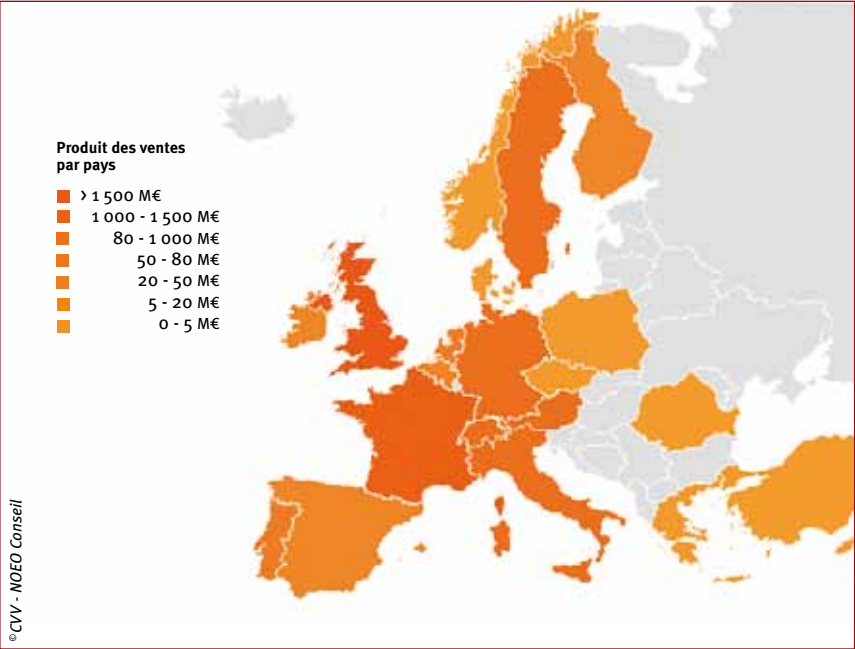 Produit des ventes
par pays
> 1 500 M€
1 000 - 1 500 M€
80 - 1 000 M€
50 - 80 M€
20 - 50 M€
5 - 20 M€
0 - 5 M€
© CVV - NOEO Conseil